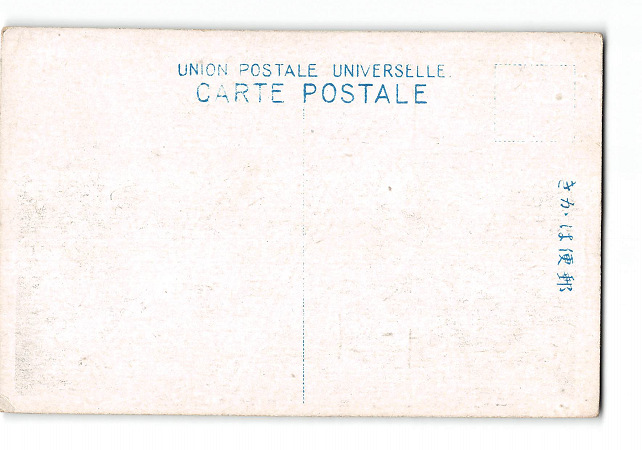 UNION POSTALE UNIVERSELLE.
CARTE POSTALE
きかは便郵